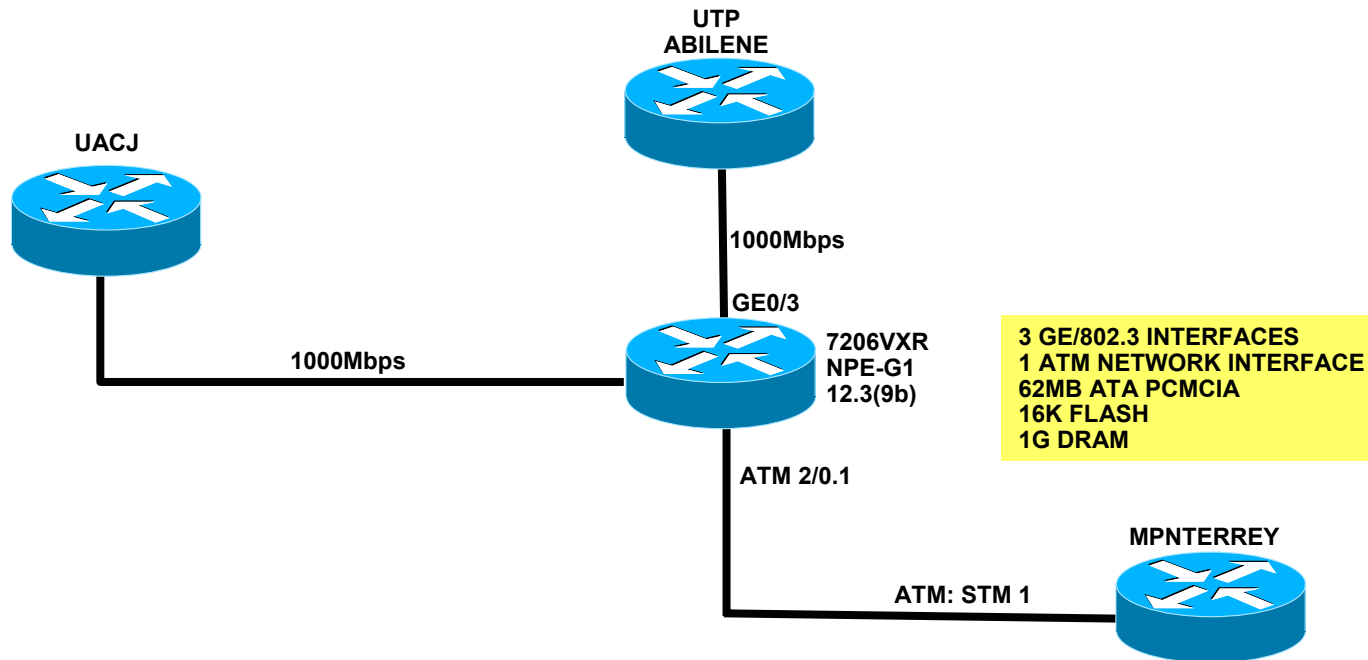 UTP
ABILENE
UACJ
1000Mbps
GE0/3
1000Mbps
7206VXR
NPE-G1
12.3(9b)
3 GE/802.3 INTERFACES
1 ATM NETWORK INTERFACE
62MB ATA PCMCIA
16K FLASH
1G DRAM
ATM 2/0.1
MPNTERREY
ATM: STM 1